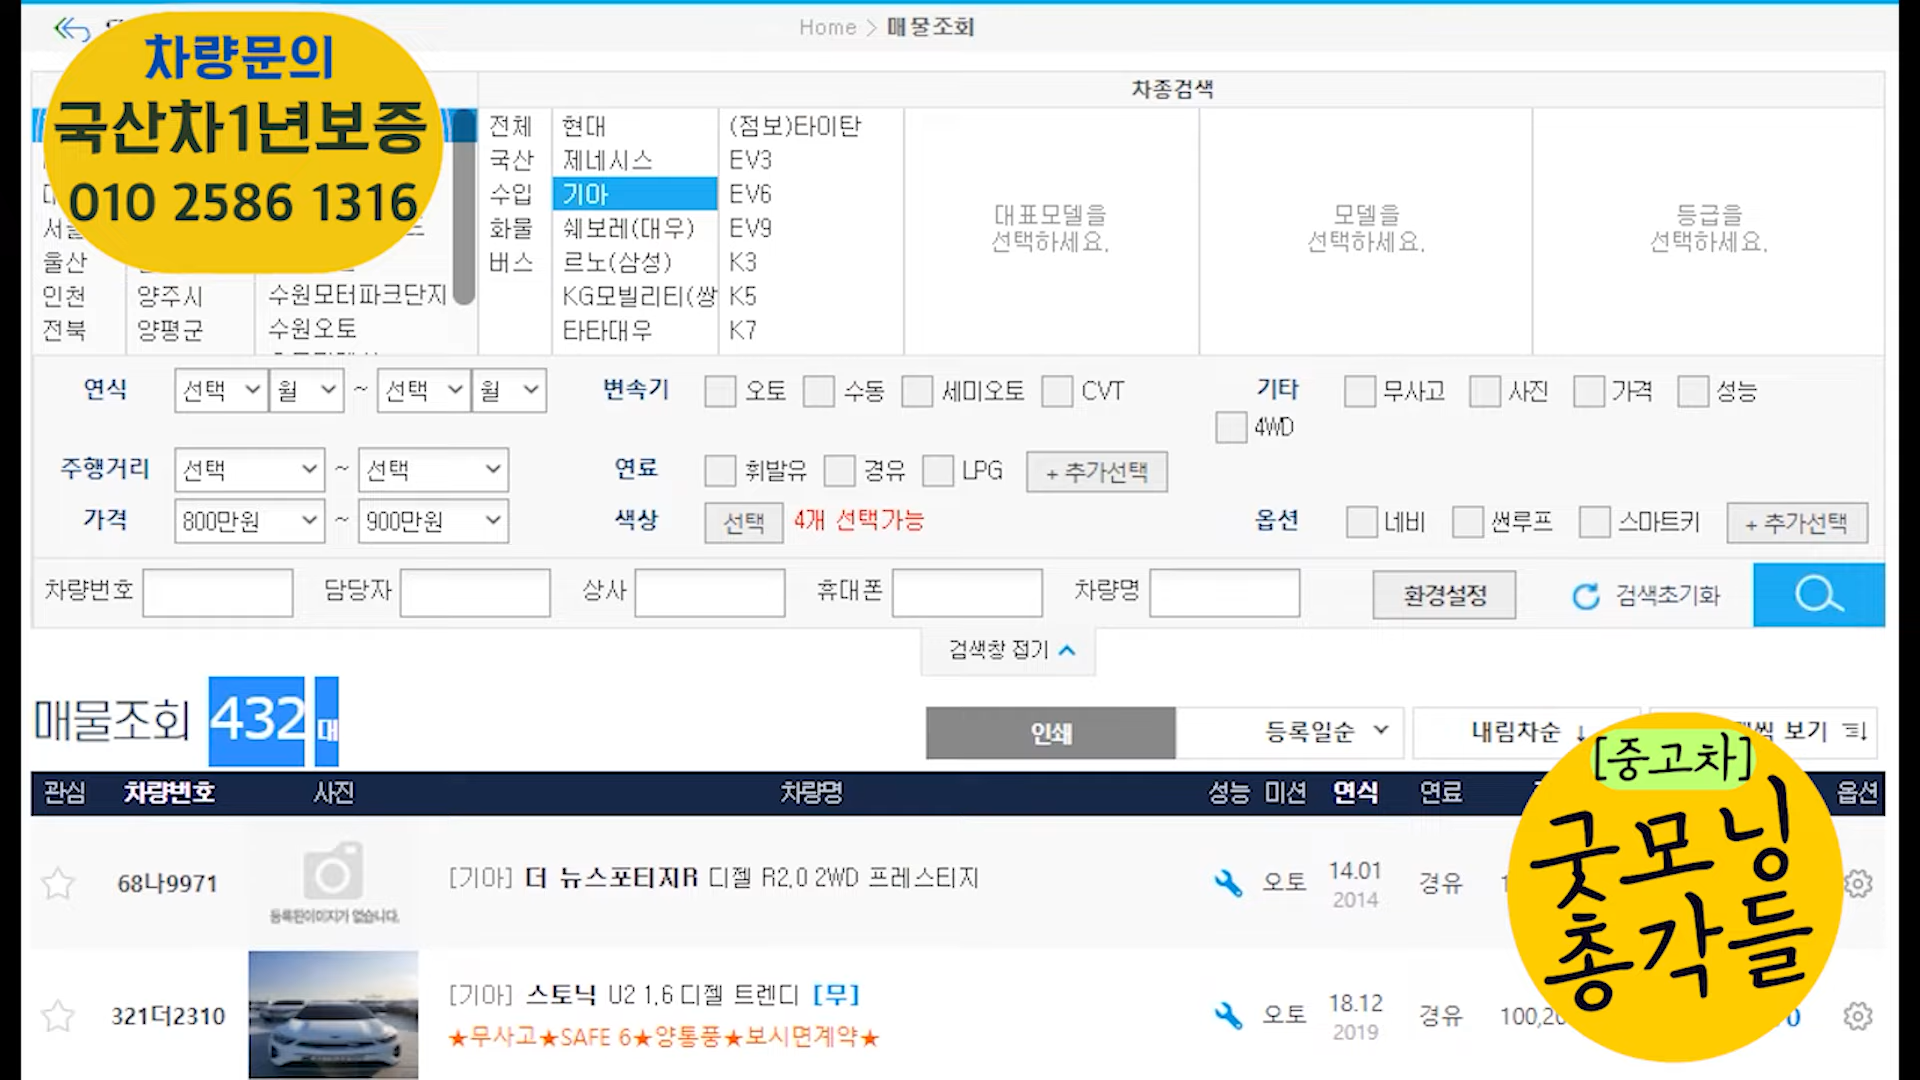 Home > 매물조회
차량문의
국산차1년보증
010 2586 1316
차종검색
전체 현대 (점보)타이탄
국산 제네시스 EV3
수입 기아 EV6
화물 쉐보레(대우) EV9
울산 버스 르노(삼성) K3
인천 양주시 수원모터파크단지 KG모빌리티(쌍 K5
전북 양평군 수원오토 타타대우 K7
대표모델을
선택하세요.
모델을
선택하세요.
등급을
선택하세요.
연식 선택 월 ~ 선택 월 변속기 오토 수동 세미오토 CVT 기타 무사고 사진 가격 성능
4WD
주행거리 선택 ~ 선택 연료 휘발유 경유 LPG + 추가선택
가격 800만원 ~ 900만원 색상 선택 4개 선택가능 옵션 네비 썬루프 스마트키 + 추가선택
차량번호 담당자 상사 휴대폰 차량명 환경설정 검색초기화
검색창 접기
매물조회 432 대 인쇄 등록일순 내림차순 ↓ 보기
관심 차량번호 사진 차량명 성능 미션 연식 연료 옵션
68나9971 등록된이미지가 없습니다. [기아] 더 뉴스포티지R 디젤 R2.0 2WD 프레스티지 오토 14.01 경유
2014
321더2310 [기아] 스토닉 U2 1.6 디젤 트렌디 [무] 오토 18.12 경유
★무사고★SAFE 6★양통풍★보시면계약★ 2019
[중고차]
굿모닝
총각들